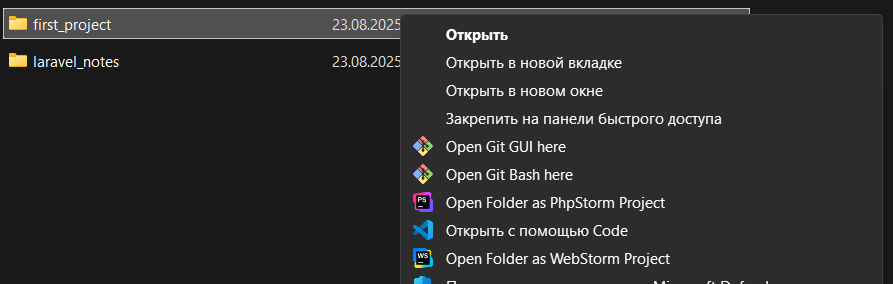 first_project 23.08.2025
laravel_notes 23.08.2025
Открыть
Открыть в новой вкладке
Открыть в новом окне
Закрепить на панели быстрого доступа
Open Git GUI here
Open Git Bash here
PS Open Folder as PhpStorm Project
Открыть с помощью Code
WS Open Folder as WebStorm Project